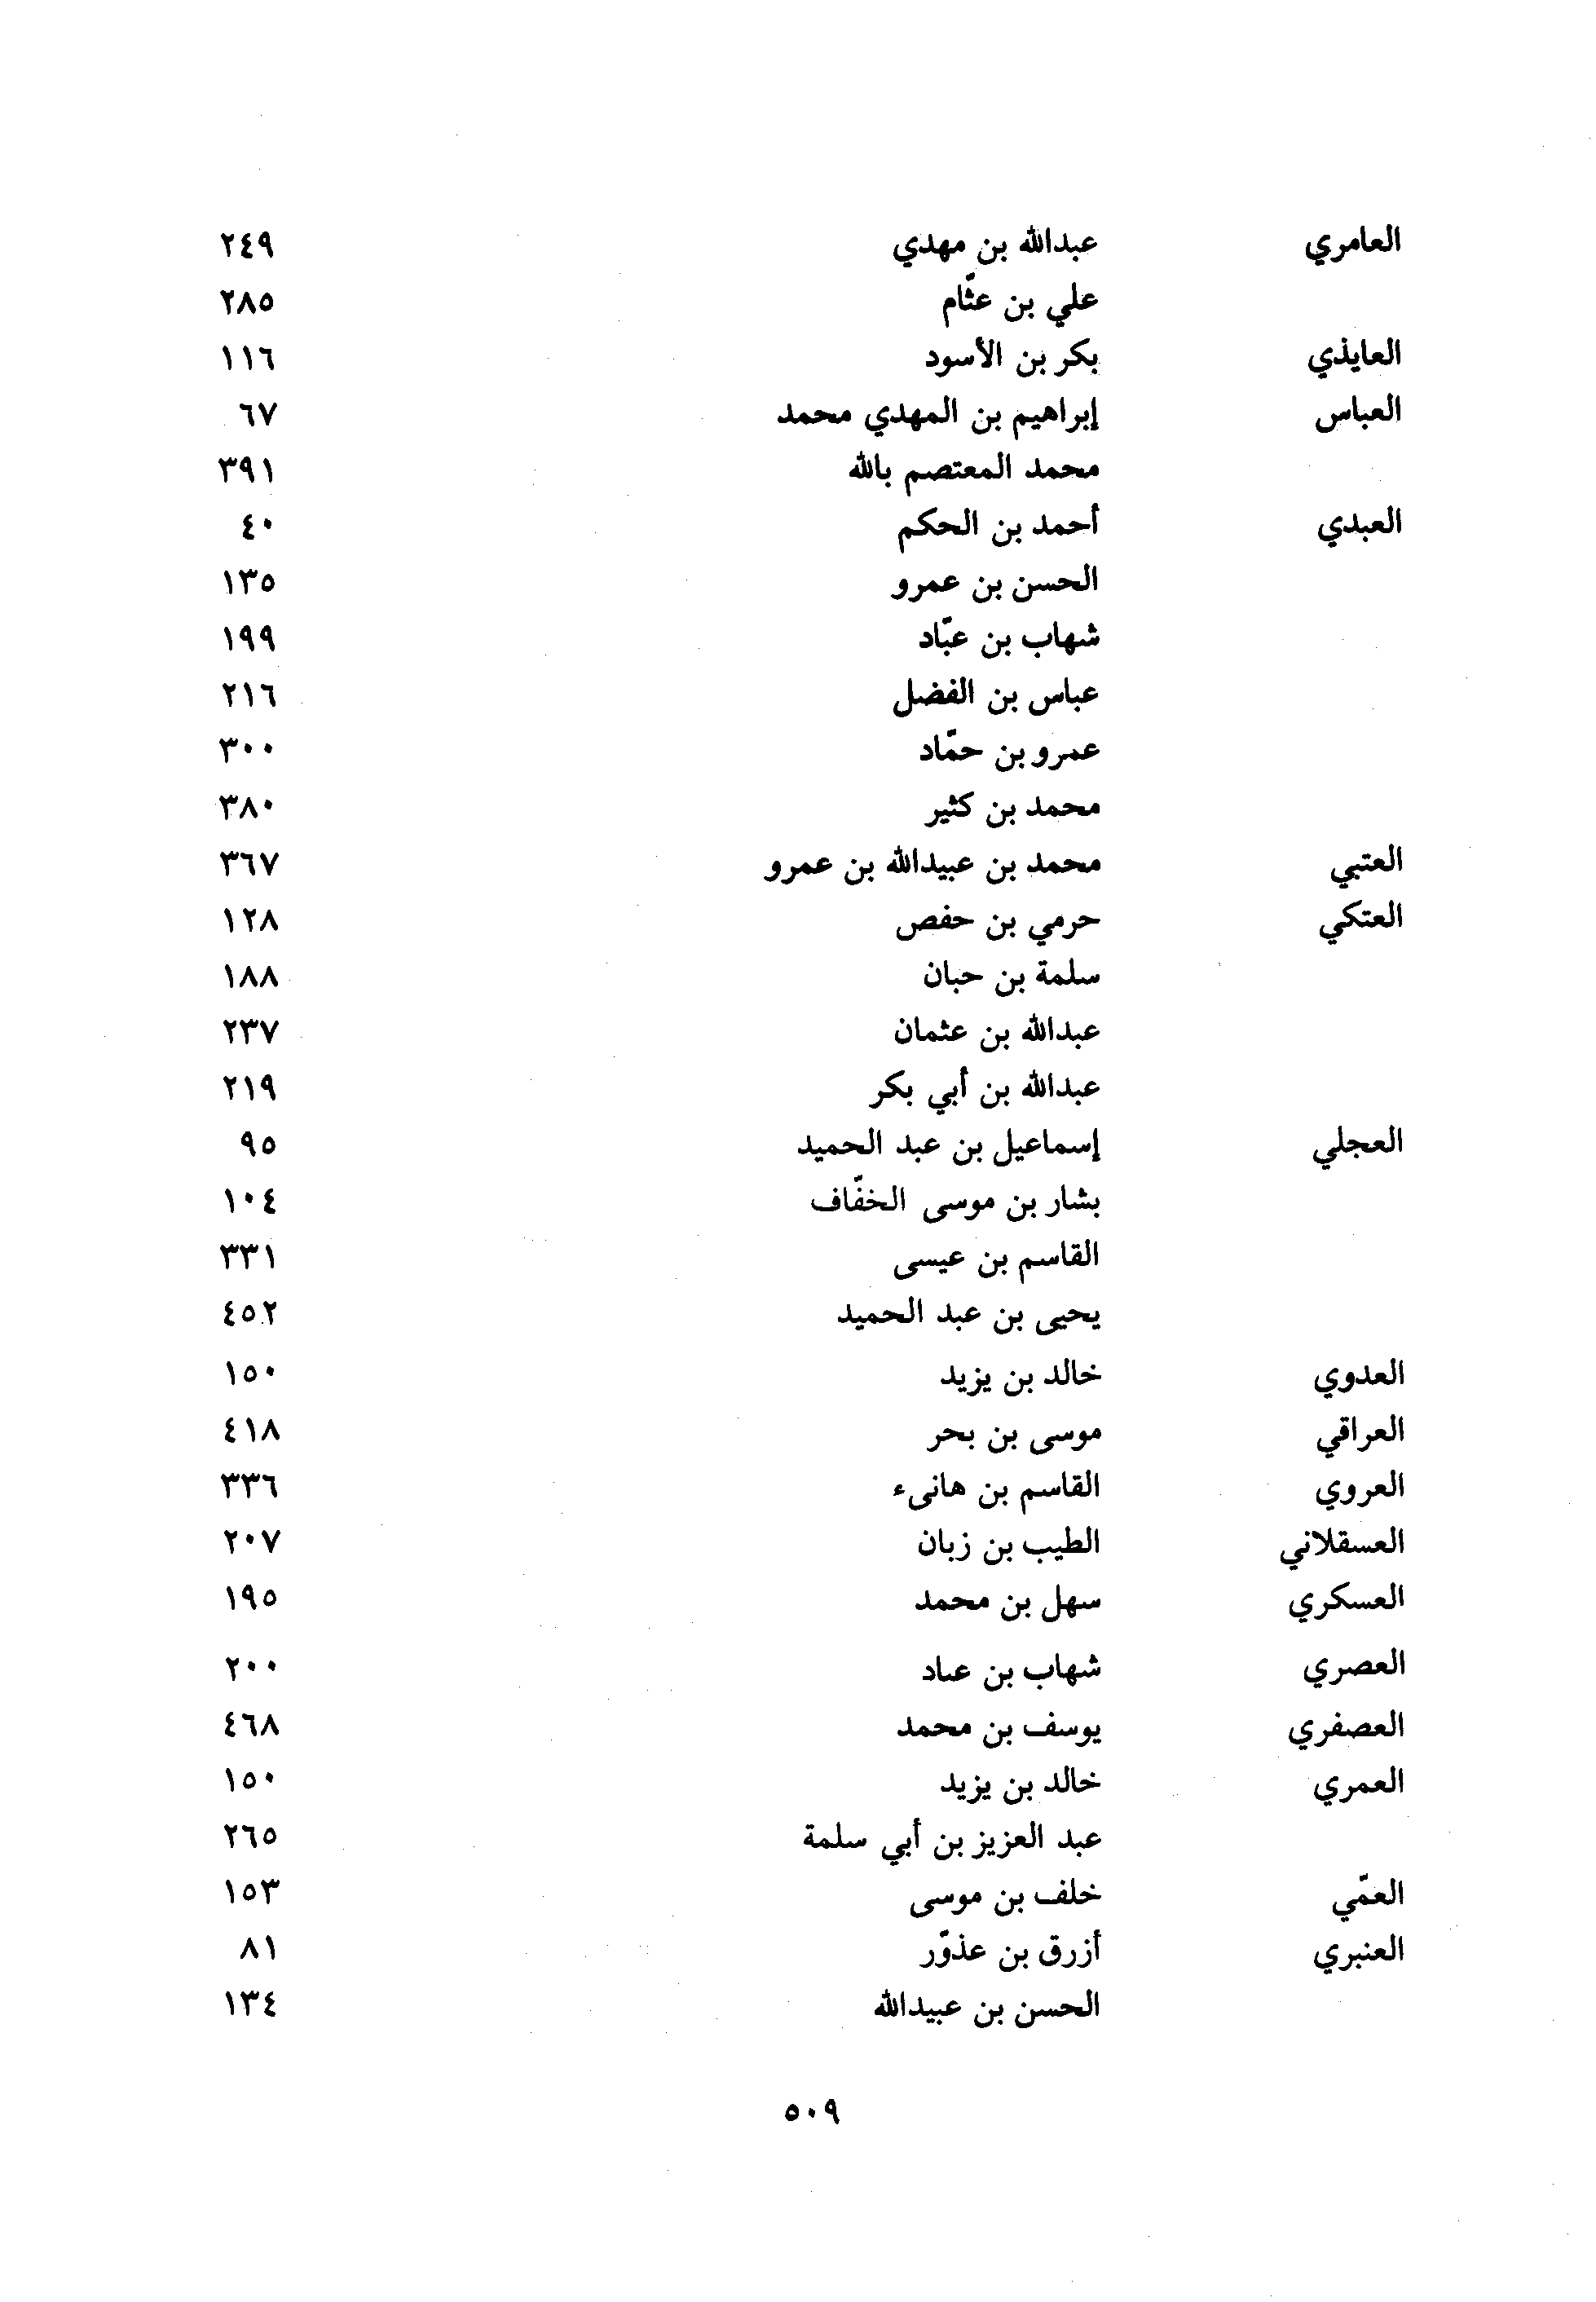 العامري عبدالله بن مهدي ٢٤٩
علي بن عثّام ٢٨٥
العايذي بكر بن الأسود ١١٦
العباس إبراهيم بن المهدي محمد ٦٧
محمد المعتصم بالله ٣٩١
العبدي أحمد بن الحكم ٤٠
الحسن بن عمرو ١٣٥
شهاب بن عبّاد ١٩٩
عباس بن الفضل ٢١٦
عمرو بن حمّاد ٣٠٠
محمد بن كثير ٣٨٠
العتبي محمد بن عبيدالله بن عمرو ٣٦٧
العتكي حرمي بن حفص ١٢٨
سلمة بن حبان ١٨٨
عبدالله بن عثمان ٢٣٧
عبدالله بن أبي بكر ٢١٩
العجلي إسماعيل بن عبد الحميد ٩٥
بشار بن موسى الخفّاف ١٠٤
القاسم بن عيسى ٣٣١
يحيى بن عبد الحميد ٤٥٢
العدوي خالد بن يزيد ١٥٠
العراقي موسى بن بحر ٤١٨
العروي القاسم بن هانىء ٣٣٦
العسقلاني الطيب بن زبان ٢٠٧
العسكري سهل بن محمد ١٩٥
العصري شهاب بن عباد ٢٠٠
العصفري يوسف بن محمد ٤٦٨
العمري خالد بن يزيد ١٥٠
عبد العزيز بن أبي سلمة ٢٦٥
العمّي خلف بن موسى ١٥٣
العنبري أزرق بن عذوّر ٨١
الحسن بن عبيدالله ١٣٤
٥٠٩